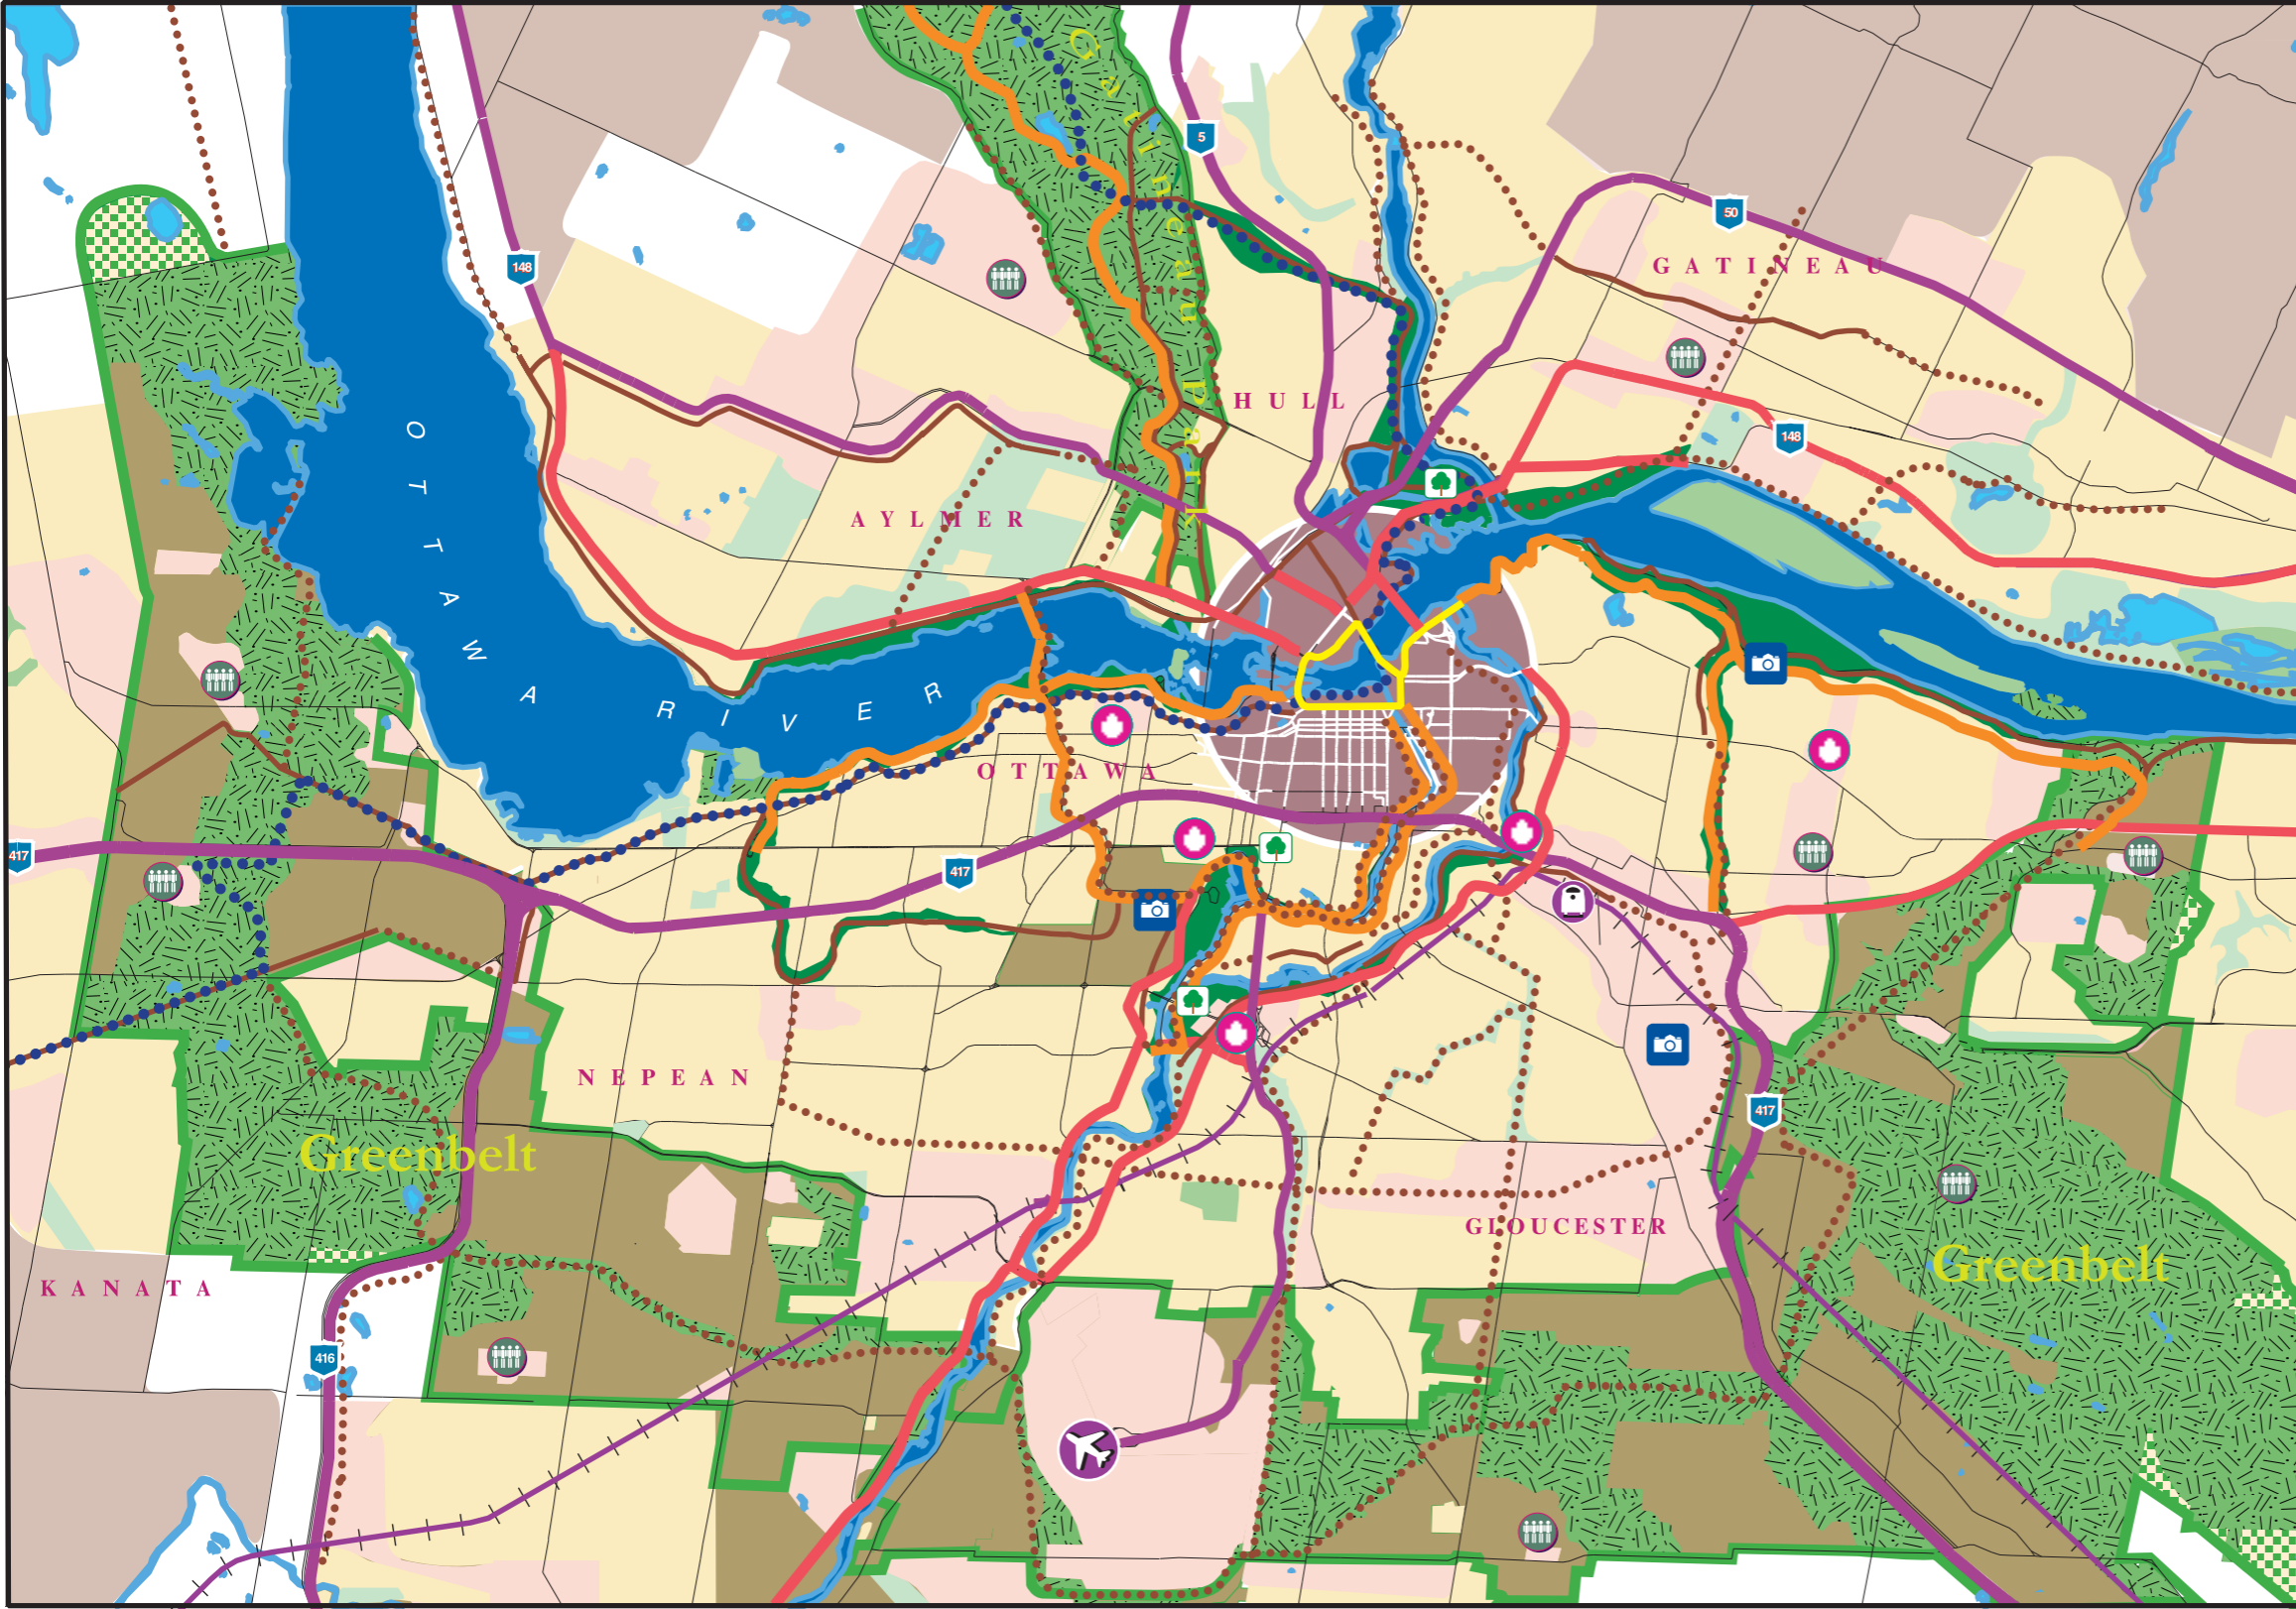 Gatineau Park
5
50
148
GATINEAU
HULL
148
AYLMER
OTTAWA RIVER
OTTAWA
417
417
NEPEAN
417
Greenbelt
GLOUCESTER
Greenbelt
KANATA
416